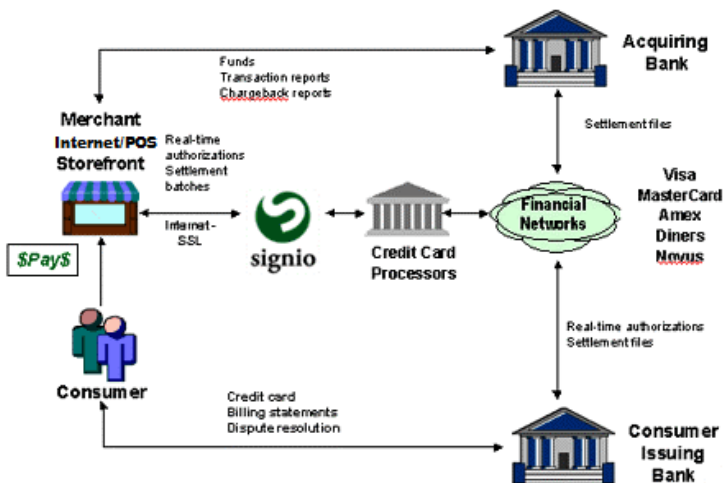 Acquiring
Bank
Funds
Transaction reports
Chargeback reports
Merchant
Internet/POS
Storefront
Real-time
authorizations
Settlement
batches
Settlement files
Visa
MasterCard
Amex
Diners
Novus
Financial
Networks
Internet-
SSL
signio
Credit Card
Processors
$Pay$
Real-time authorizations
Settlement files
Consumer
Credit card
Billing statements
Dispute resolution
Consumer
Issuing
Bank